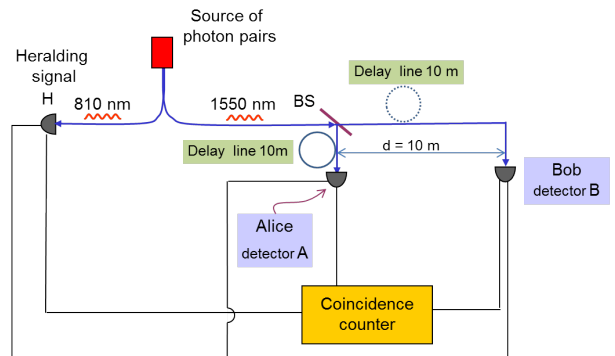 Source of
photon pairs
Heralding
signal
H
810 nm
1550 nm
BS
Delay line 10 m
Delay line 10m
d = 10 m
Bob
detector B
Alice
detector A
Coincidence
counter